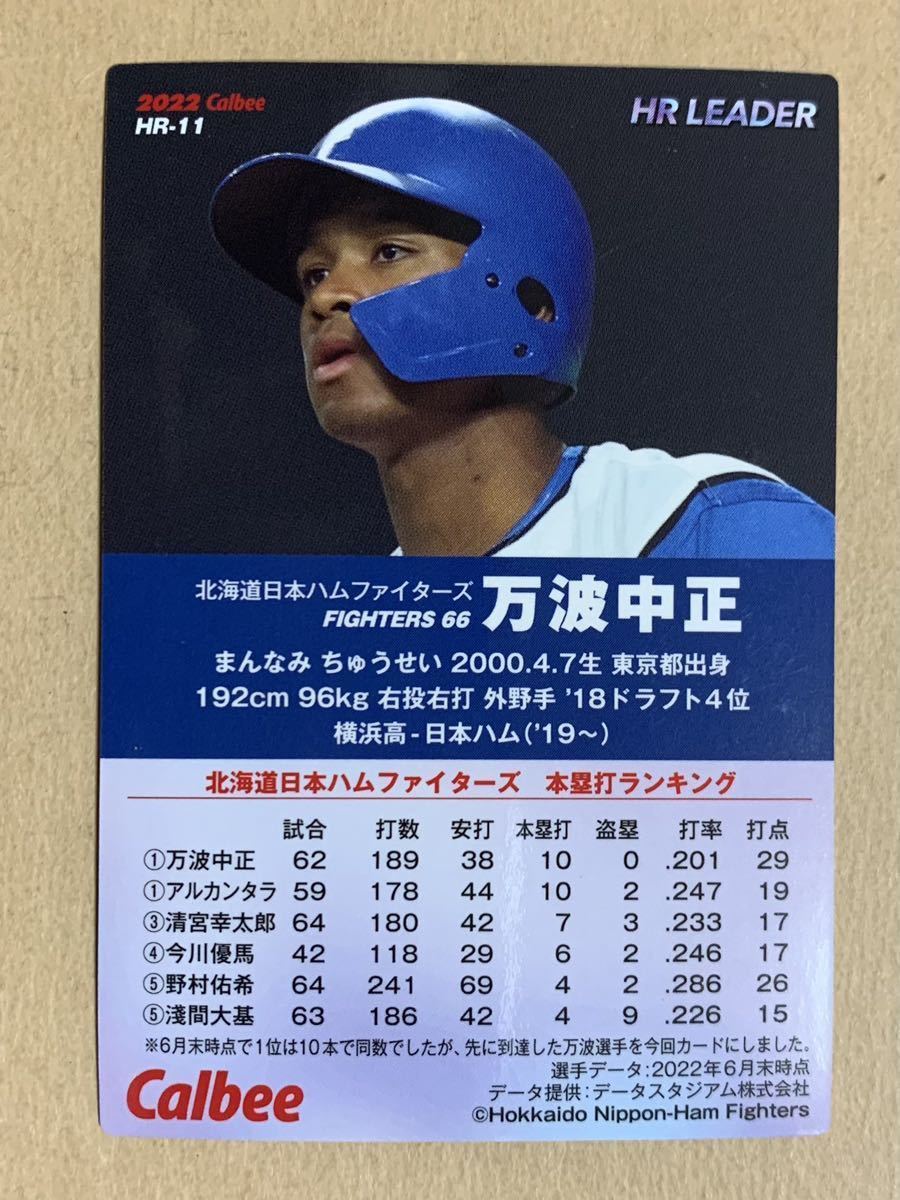 2022 Calbee
HR-11
HR LEADER
北海道日本ハムファイターズ
FIGHTERS 66
万波中正
まんなみ ちゅうせい 2000.4.7生 東京都出身
192cm 96kg 右投右打 外野手 '18ドラフト4位
横浜高-日本ハム('19～)
北海道日本ハムファイターズ 本塁打ランキング
試合 打数 安打 本塁打 盗塁 打率 打点
①万波中正 62 189 38 10 0 .201 29
①アルカンタラ 59 178 44 10 2 .247 19
③清宮幸太郎 64 180 42 7 3 .233 17
④今川優馬 42 118 29 6 2 .246 17
⑤野村佑希 64 241 69 4 2 .286 26
⑤淺間大基 63 186 42 4 9 .226 15
※6月末時点で1位は10本で同数でしたが、先に到達した万波選手を今回カードにしました。
選手データ:2022年6月末時点
データ提供:データスタジアム株式会社
©Hokkaido Nippon-Ham Fighters
Calbee